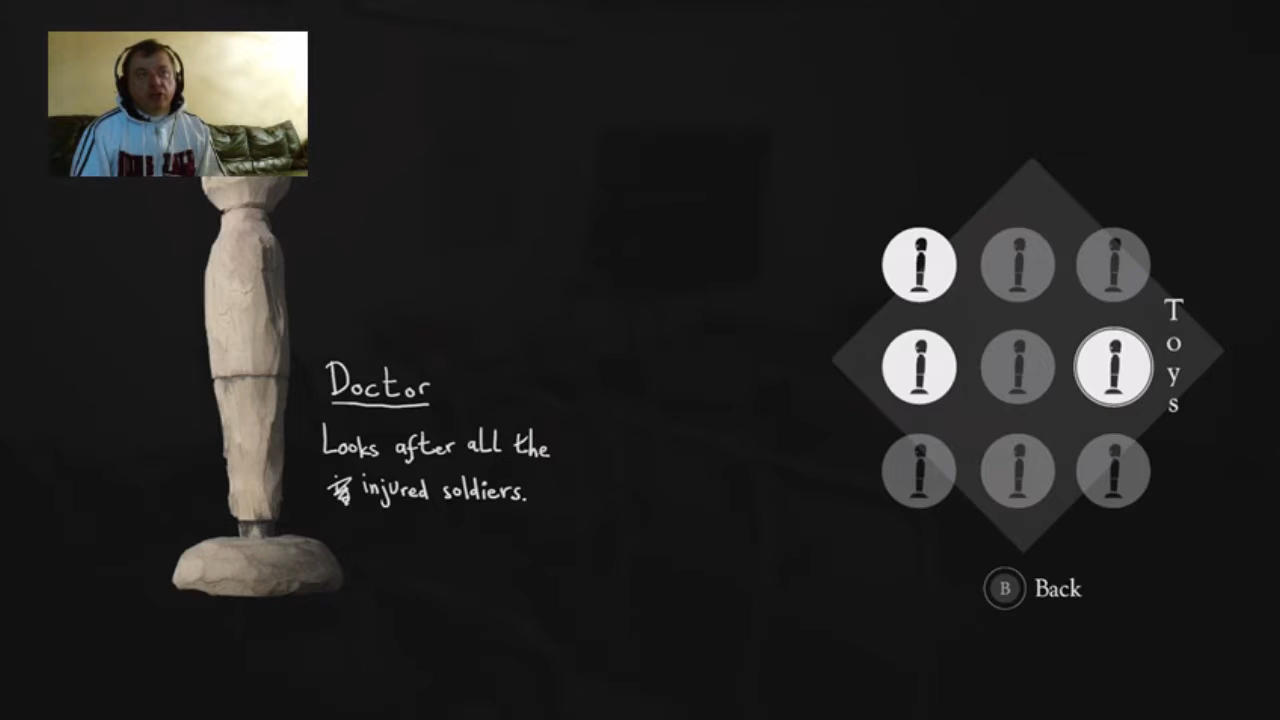 Doctor
Looks after all the
injured soldiers.
Toys
B Back